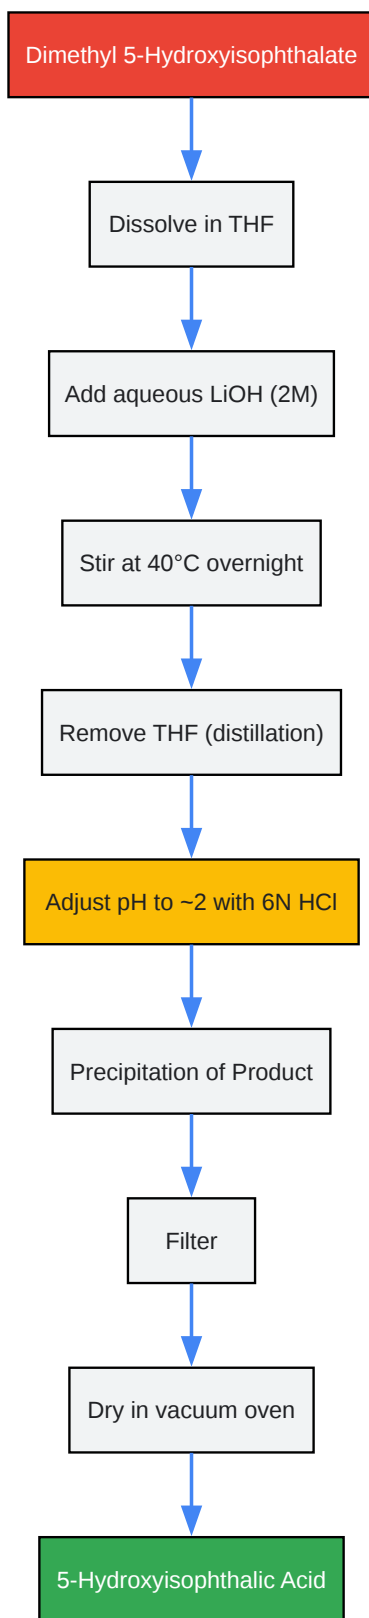 Dimethyl 5-Hydroxyisophthalate
Dissolve in THF
Add aqueous LiOH (2M)
Stir at 40°C overnight
Remove THF (distillation)
Adjust pH to ~2 with 6N HCl
Precipitation of Product
Filter
Dry in vacuum oven
5-Hydroxyisophthalic Acid